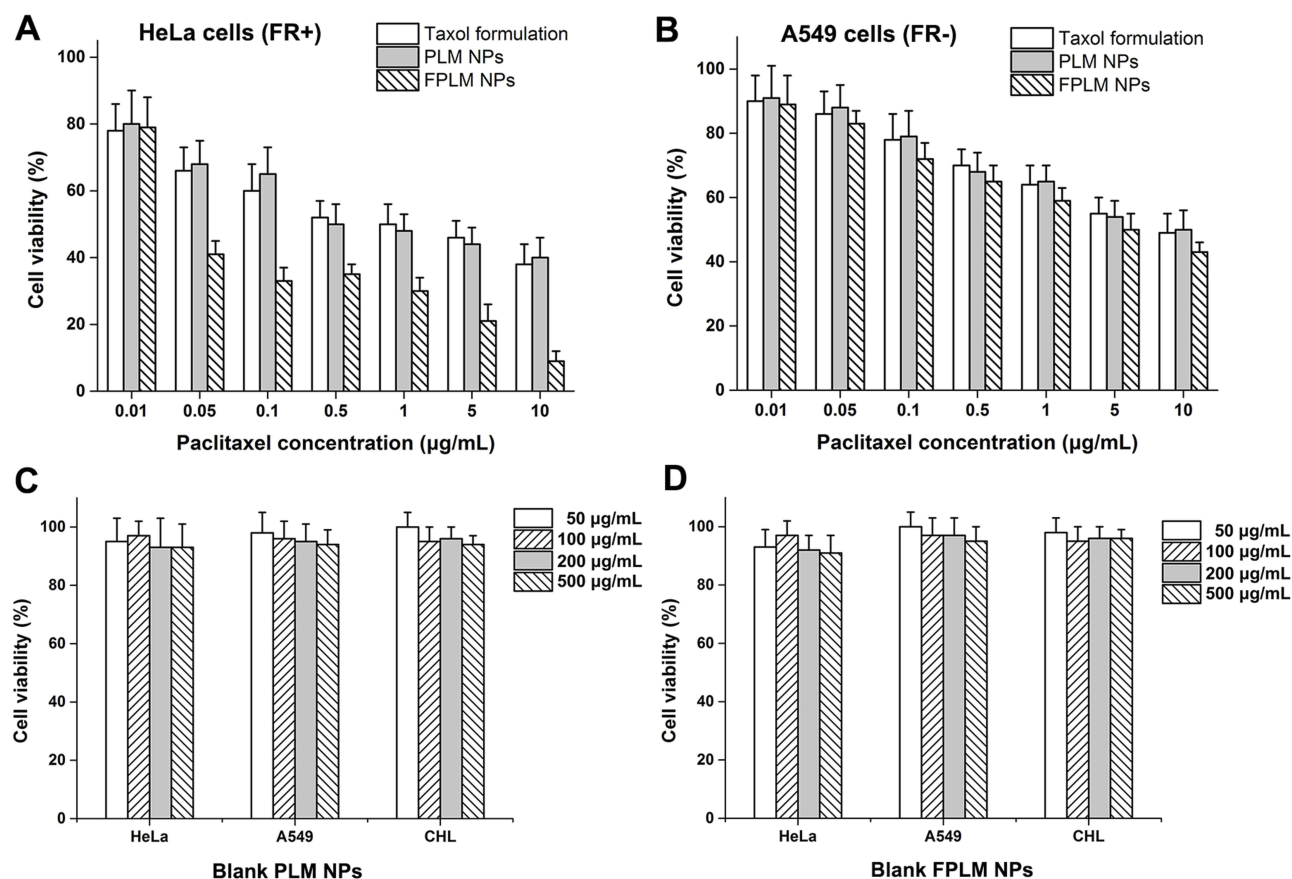 A
HeLa cells (FR+)
Taxol formulation
PLM NPs
FPLM NPs
Cell viability (%)
100
80
60
40
20
0
0.01 0.05 0.1 0.5 1 5 10
Paclitaxel concentration (µg/mL)
B
A549 cells (FR-)
Taxol formulation
PLM NPs
FPLM NPs
Cell viability (%)
100
80
60
40
20
0
0.01 0.05 0.1 0.5 1 5 10
Paclitaxel concentration (µg/mL)
C
50 µg/mL
100 µg/mL
200 µg/mL
500 µg/mL
Cell viability (%)
100
80
60
40
20
0
HeLa A549 CHL
Blank PLM NPs
D
50 µg/mL
100 µg/mL
200 µg/mL
500 µg/mL
Cell viability (%)
100
80
60
40
20
0
HeLa A549 CHL
Blank FPLM NPs